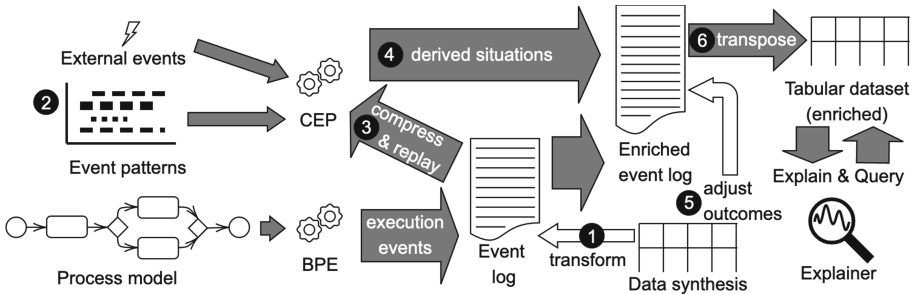 External events
2
Event patterns
CEP
4 derived situations
3 compress
& replay
Process model
BPE
execution
events
Event
log
1
transform
Data synthesis
5 adjust
outcomes
Enriched
event log
6 transpose
Tabular dataset
(enriched)
Explain & Query
Explainer